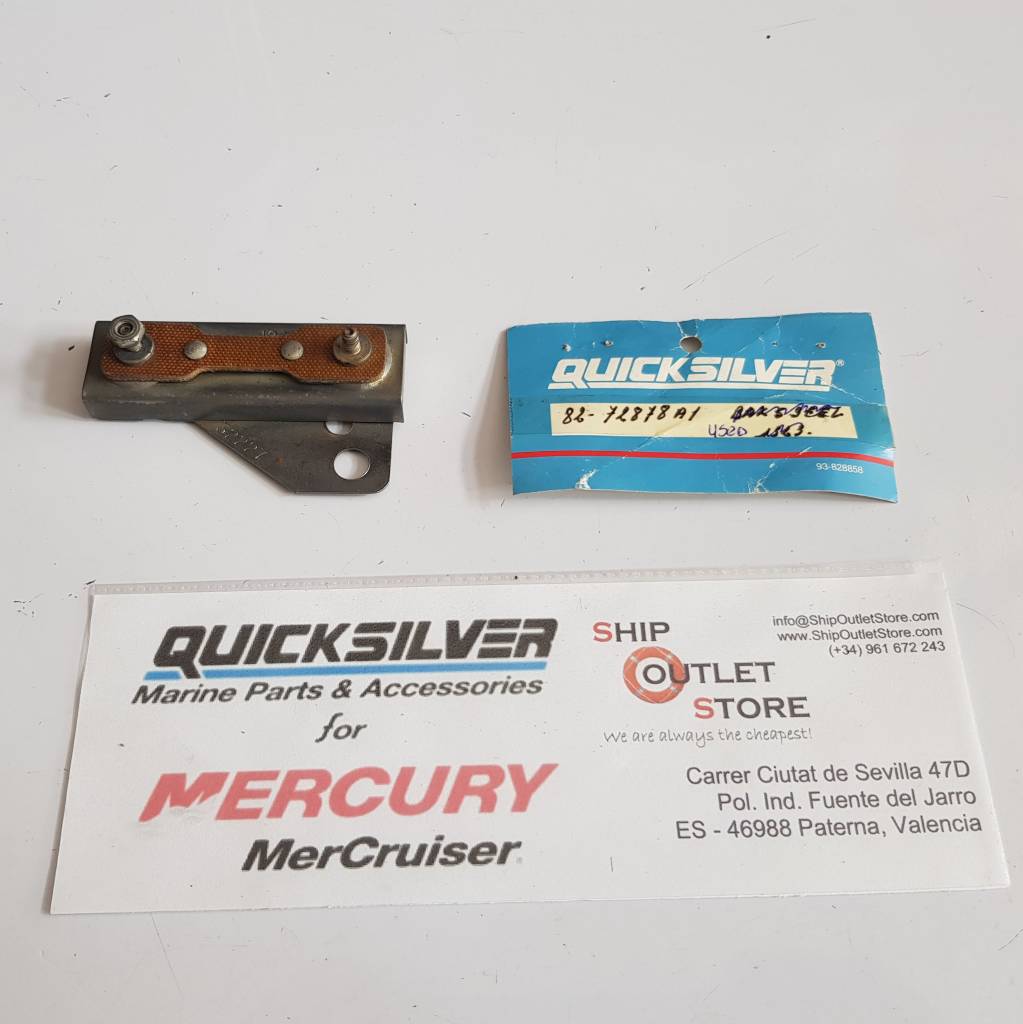 QUICKSILVER®
82-72878A1
USED 1863.
93-828858
QUICKSILVER
Marine Parts & Accessories
for
MERCURY
MerCruiser
SHIP
OUTLET
STORE
We are always the cheapest!
info@ShipOutletStore.com
www.ShipOutletStore.com
(+34) 961 672 243
Carrer Ciutat de Sevilla 47D
Pol. Ind. Fuente del Jarro
ES - 46988 Paterna, Valencia